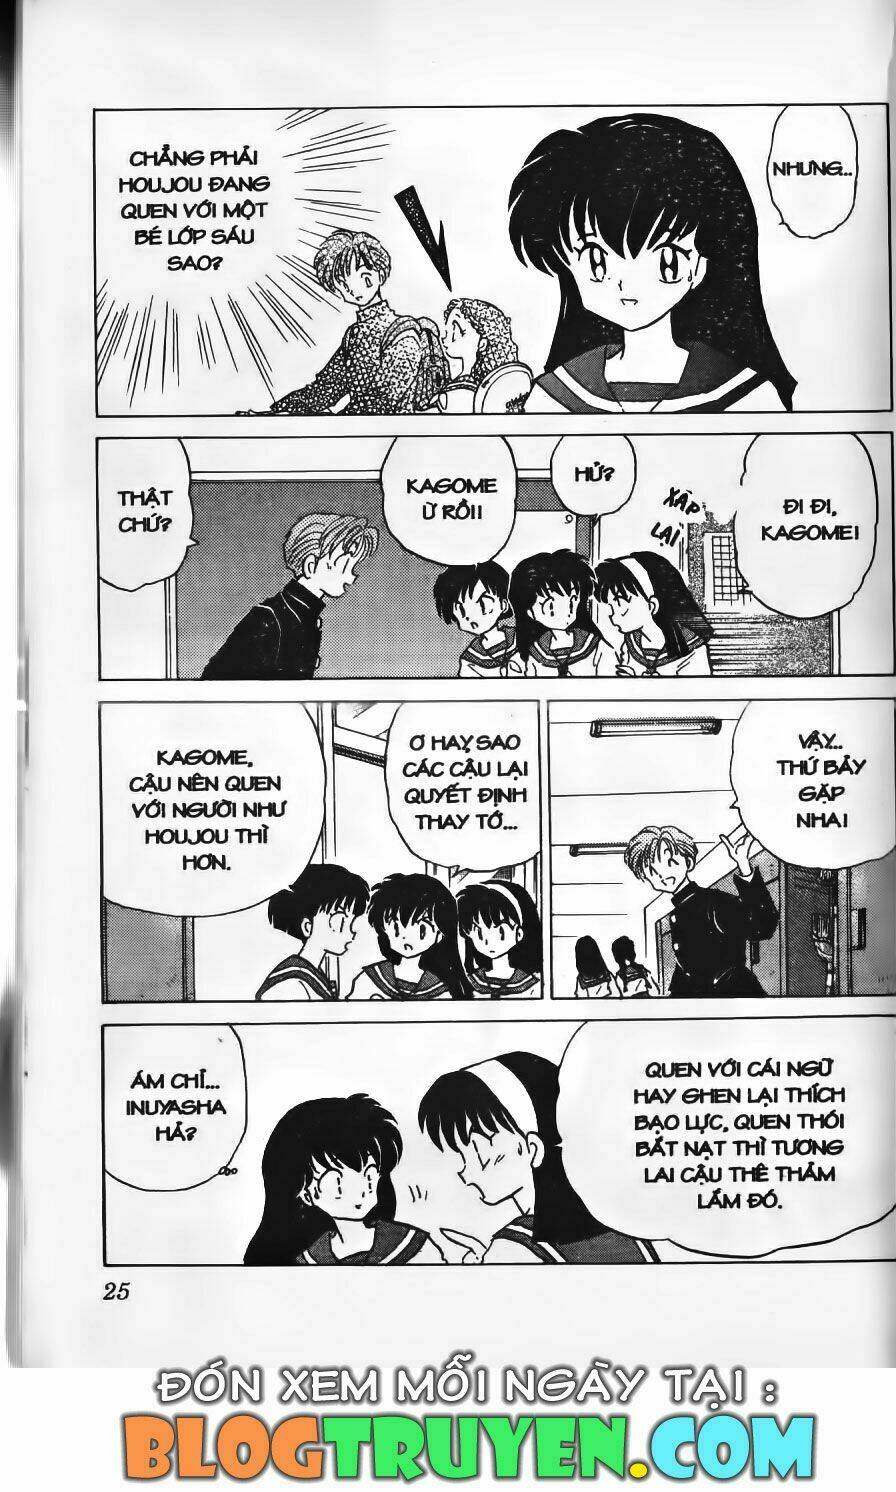 NHƯNG..
CHẲNG PHẢI
HOUJOU ĐANG
QUEN VỚI MỘT
BÉ LỚP SÁU
SAO?
ĐI ĐI,
KAGOME!
XÁP
LẠI
HỬ?
KAGOME
Ừ RỒI!
THẬT
CHỨ?
VẬY...
THỨ BẢY
GẶP
NHA!
Ơ HAY, SAO
CÁC CẬU LẠI
QUYẾT ĐỊNH
THAY TỚ...
KAGOME,
CẬU NÊN QUEN
VỚI NGƯỜI NHƯ
HOUJOU THÌ
HƠN.
QUEN VỚI CÁI NGỮ
HAY GHEN LẠI THÍCH
BẠO LỰC, QUEN THÓI
BẮT NẠT THÌ TƯƠNG
LAI CẬU THÊ THẢM
LẮM ĐÓ.
ÁM CHỈ...
INUYASHA
HẢ?
25
ĐÓN XEM MỖI NGÀY TẠI :
BLOGTRUYEN.COM